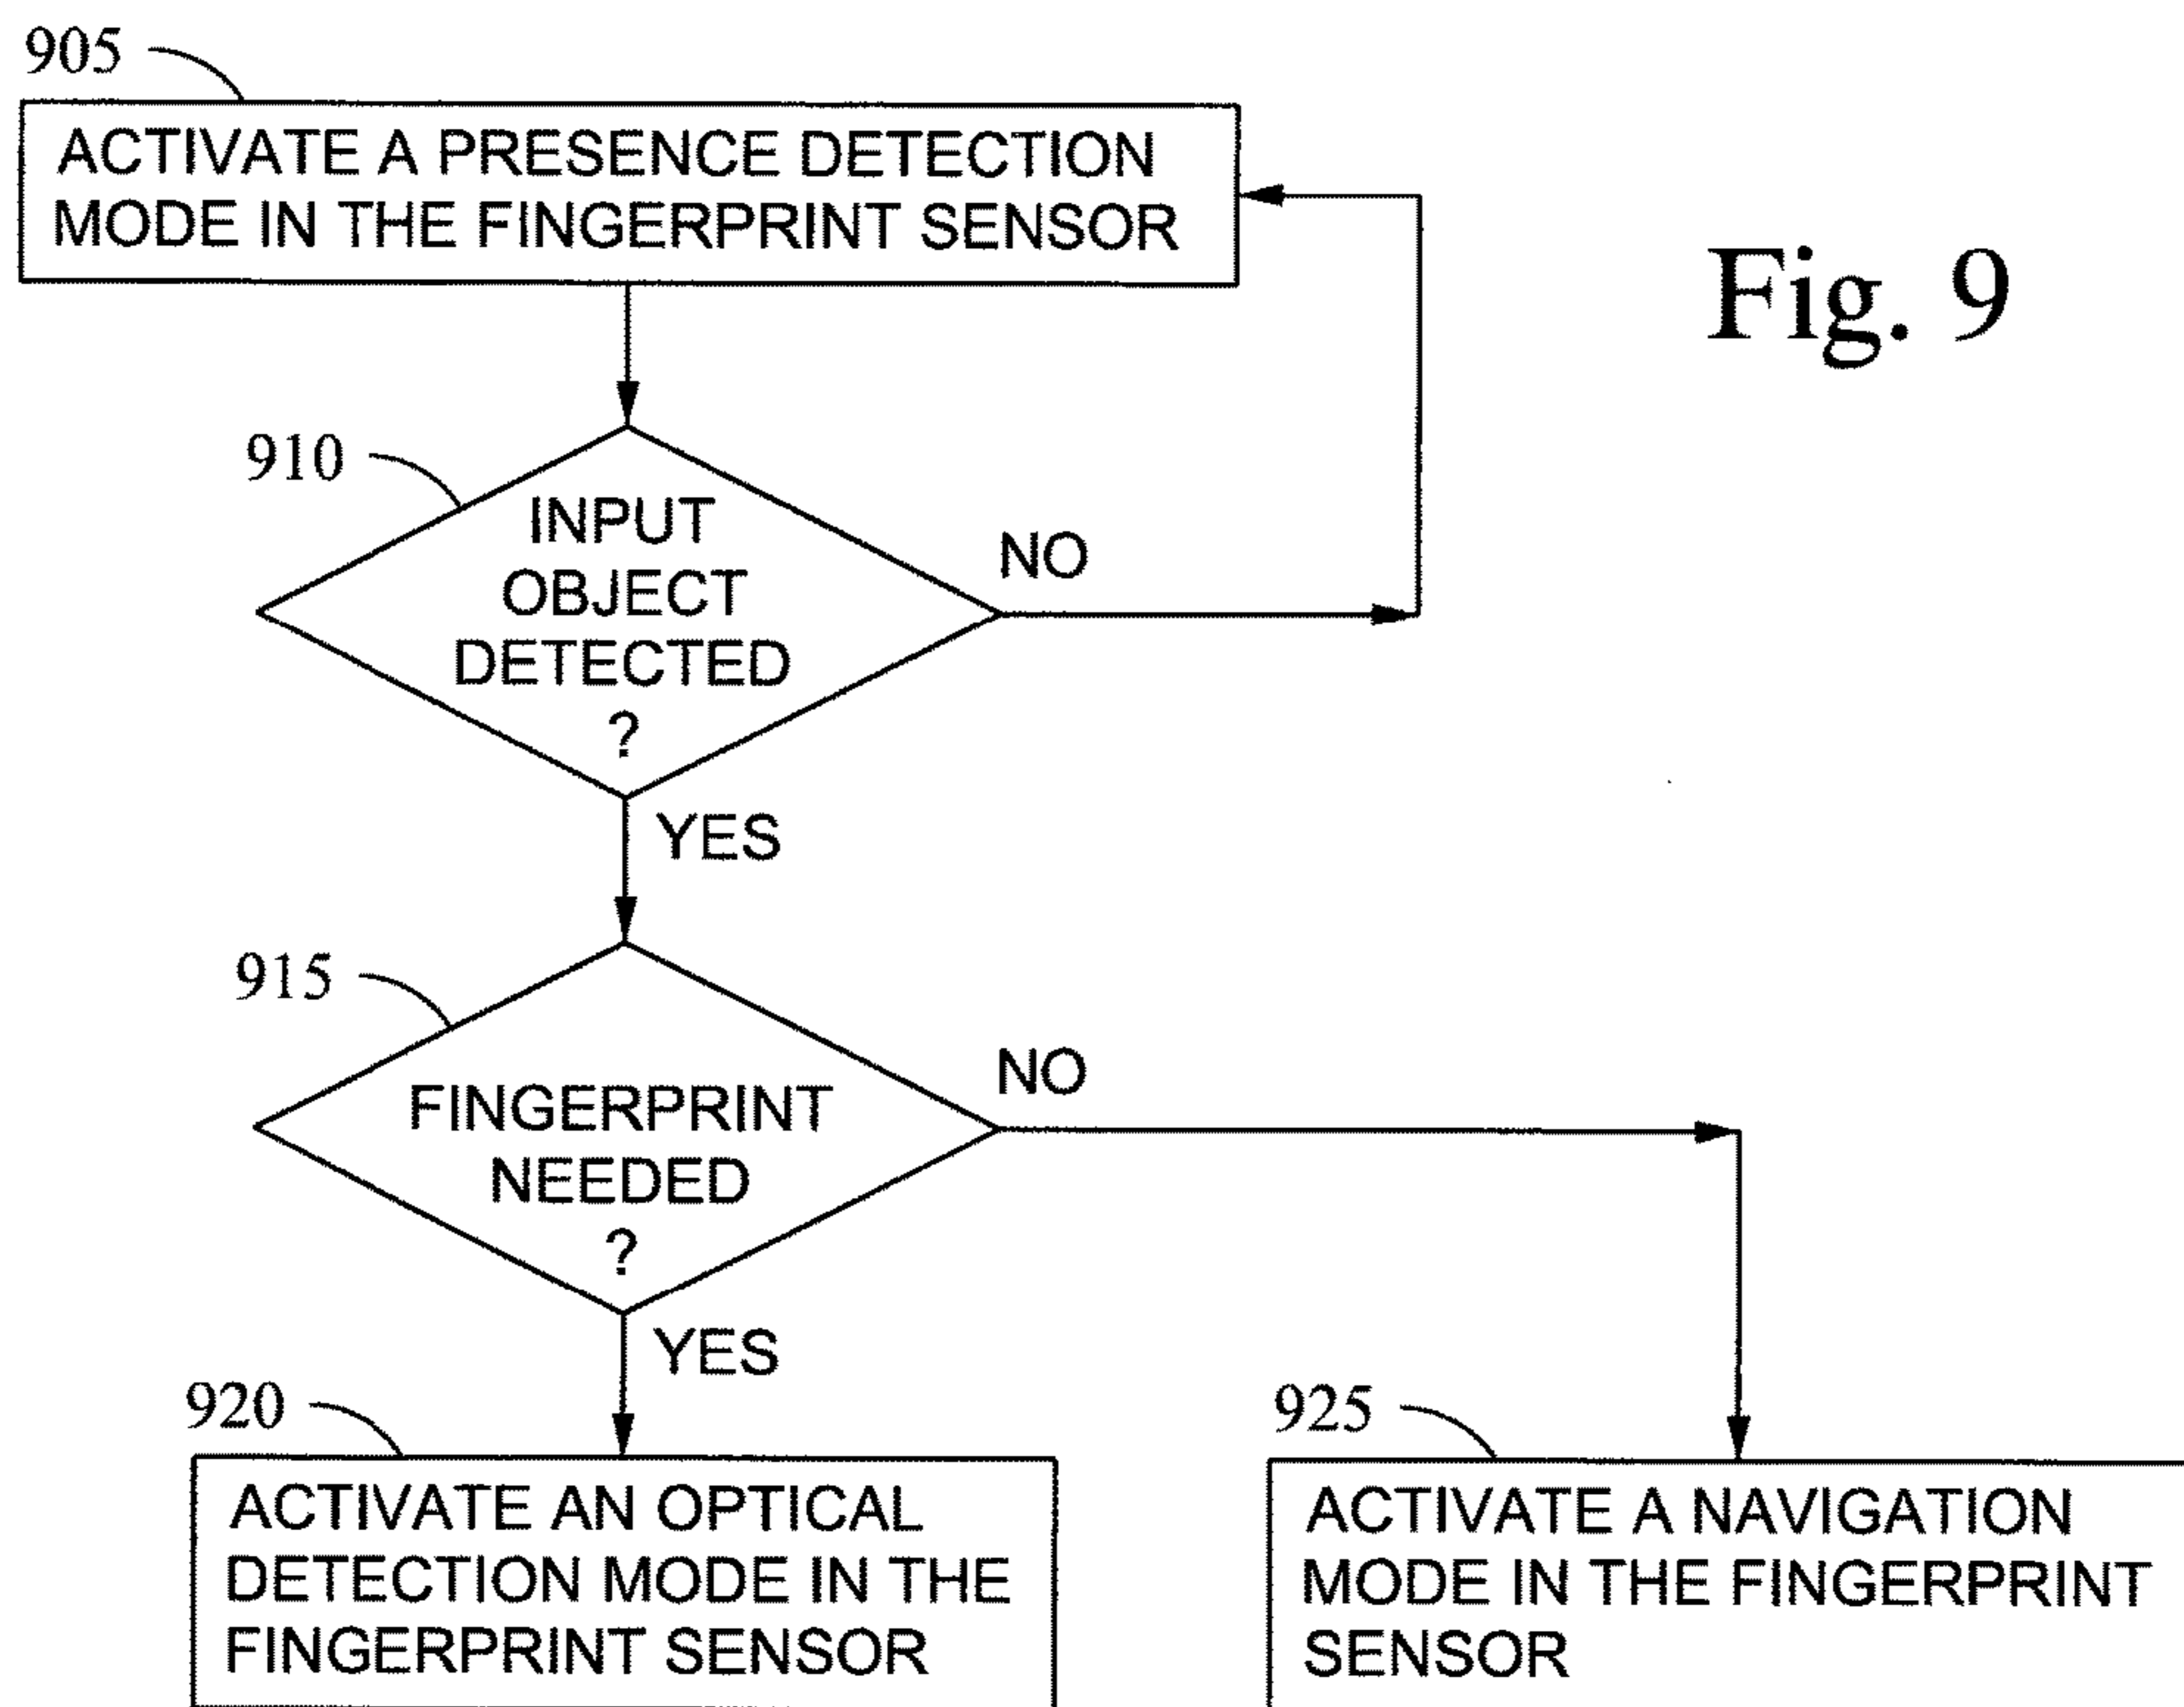 905
ACTIVATE A PRESENCE DETECTION
MODE IN THE FINGERPRINT SENSOR
Fig. 9
910
INPUT
OBJECT
DETECTED
?
NO
YES
915
FINGERPRINT
NEEDED
?
NO
YES
920
ACTIVATE AN OPTICAL
DETECTION MODE IN THE
FINGERPRINT SENSOR
925
ACTIVATE A NAVIGATION
MODE IN THE FINGERPRINT
SENSOR